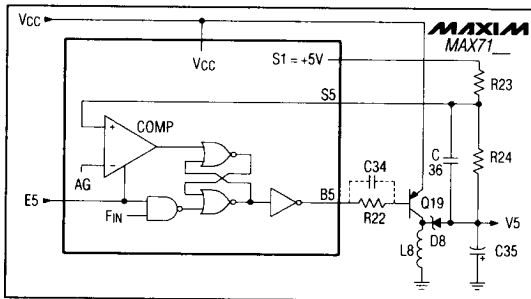 VCC
MAXIM
MAX71__
VCC
S1 = +5V
R23
S5
COMP
+
−
AG
C
36
R24
E5
FIN
B5
C34
R22
Q19
D8
V5
L8
C35
+